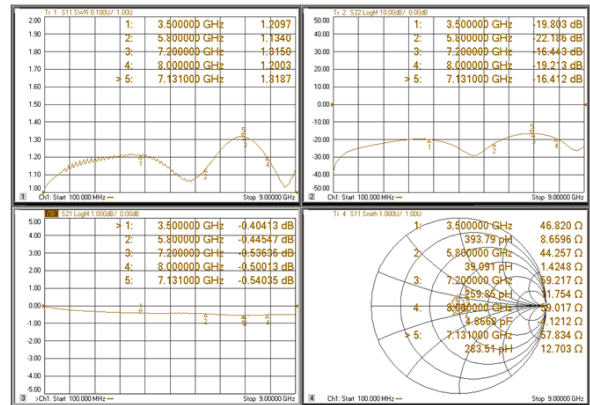 Tr 1 S11 SWR 0.100U/ 1.00U
2.00
1.90
1.80
1.70
1.60
1.50
1.40
1.30
1.20
1.10
1.00
1: 3.500000 GHz 1.2097
2: 5.800000 GHz 1.1340
3: 7.200000 GHz 1.3150
4: 8.000000 GHz 1.2003
> 5: 7.131000 GHz 1.3187
1 Ch1: Start 100.000 MHz Stop 9.00000 GHz
Tr 2 S22 LogM 10.00dB/ 0.00dB
50.00
40.00
30.00
20.00
10.00
0.00
-10.00
-20.00
-30.00
-40.00
-50.00
1: 3.500000 GHz -19.803 dB
2: 5.800000 GHz -22.186 dB
3: 7.200000 GHz -16.443 dB
4: 8.000000 GHz -19.213 dB
> 5: 7.131000 GHz -16.412 dB
2 Ch1: Start 100.000 MHz Stop 9.00000 GHz
Tr 3 S21 LogM 1.000dB/ 0.00dB
5.00
4.00
3.00
2.00
1.00
0.00
-1.00
-2.00
-3.00
-4.00
-5.00
> 1: 3.500000 GHz -0.40413 dB
2: 5.800000 GHz -0.44547 dB
3: 7.200000 GHz -0.53636 dB
4: 8.000000 GHz -0.50013 dB
5: 7.131000 GHz -0.54035 dB
3 >Ch1: Start 100.000 MHz Stop 9.00000 GHz
Tr 4 S11 Smith 1.000U/ 1.00U
1: 3.500000 GHz 46.820 Ω
393.79 pH 8.6596 Ω
2: 5.800000 GHz 44.257 Ω
39.091 pH 1.4248 Ω
3: 7.200000 GHz 59.217 Ω
259.85 pH 11.754 Ω
4: 8.000000 GHz 59.017 Ω
4.8668 pF
> 5: 7.131000 GHz 57.834 Ω
283.51 pH 12.703 Ω
4 Ch1: Start 100.000 MHz Stop 9.00000 GHz